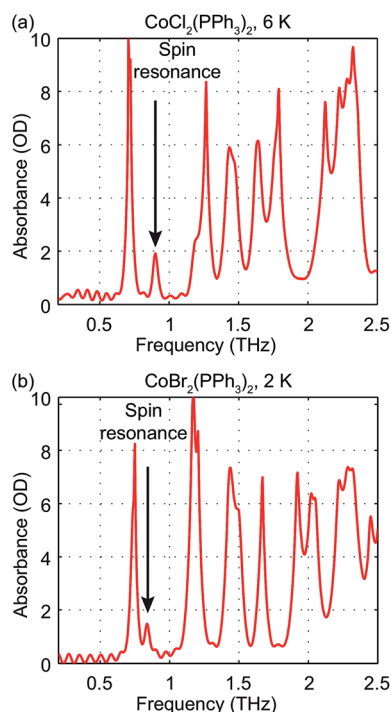 (a) CoCl₂(PPh₃)₂, 6 K
Spin
resonance
Absorbance (OD)
10
8
6
4
2
0
0.5 1 1.5 2 2.5
Frequency (THz)
(b) CoBr₂(PPh₃)₂, 2 K
Spin
resonance
Absorbance (OD)
10
8
6
4
2
0
0.5 1 1.5 2 2.5
Frequency (THz)